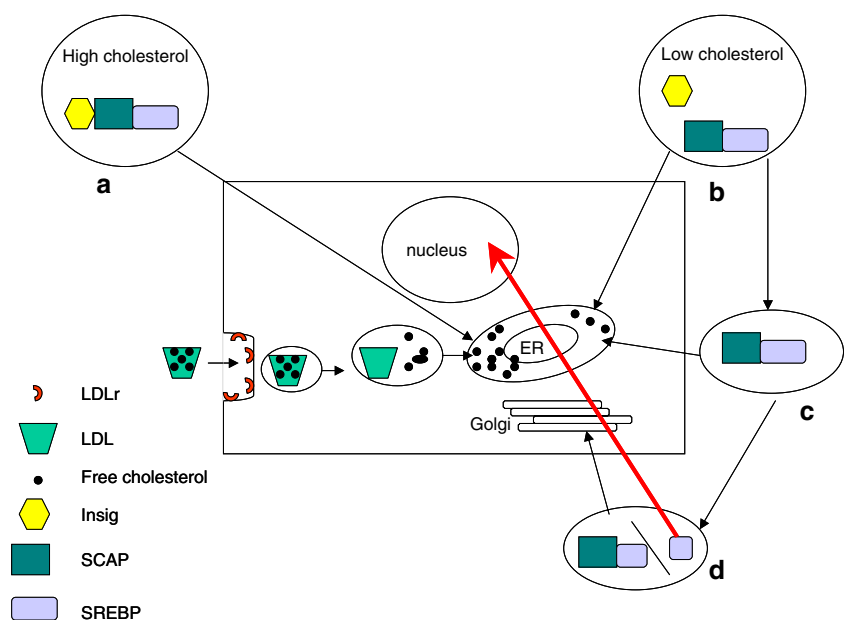 High cholesterol
a
Low cholesterol
b
nucleus
ER
Golgi
c
d
LDLr
LDL
Free cholesterol
Insig
SCAP
SREBP